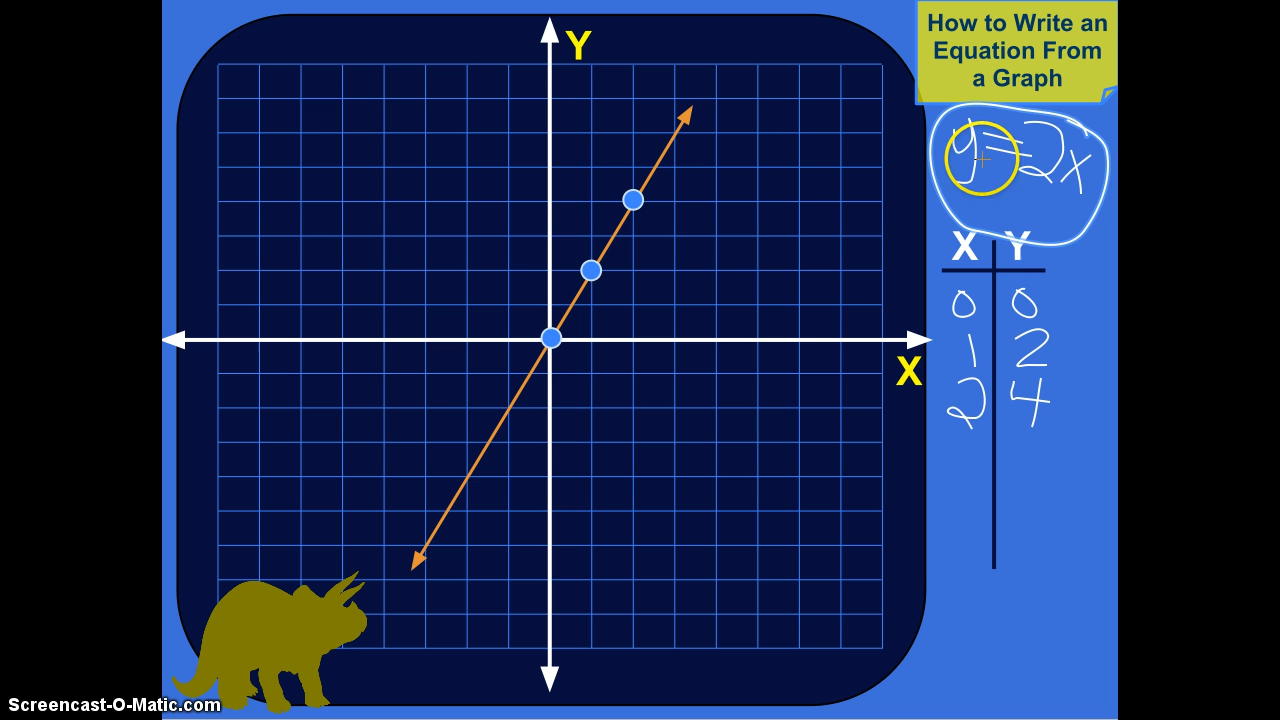 How to Write an
Equation From
a Graph
Y
y = 2x
X Y
0 0
1 2
X
2 4
Screencast-O-Matic.com